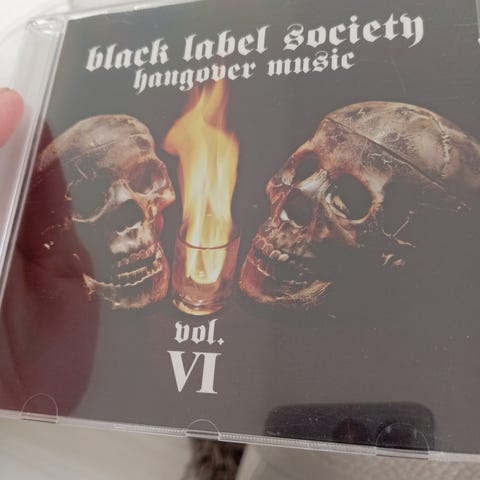 black label society
hangover music
vol.
VI